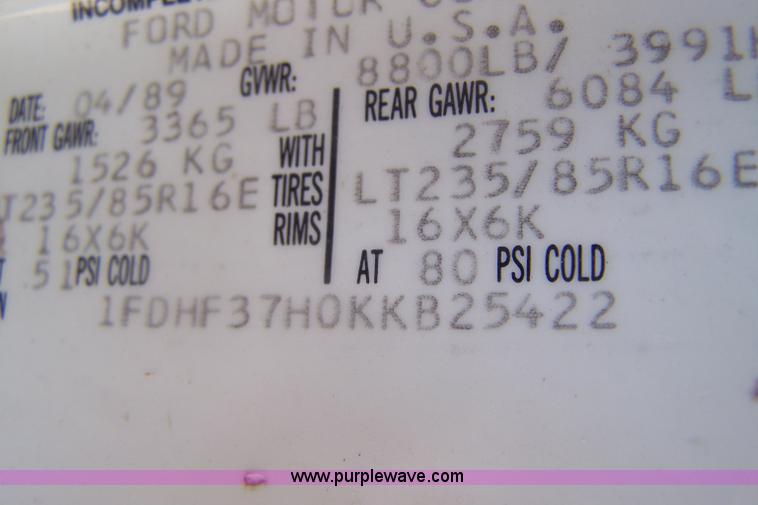 FORD MOTOR
MADE IN U.S.A.
GVWR: 8800LB/ 3991
DATE: 04/89
FRONT GAWR: 3365 LB
1526 KG
WITH
TIRES
RIMS
REAR GAWR: 6084
2759 KG
T235/85R16E
LT235/85R16E
16X6K
16X6K
51 PSI COLD
AT 80 PSI COLD
1FDHF37H0KKB25422
www.purplewave.com